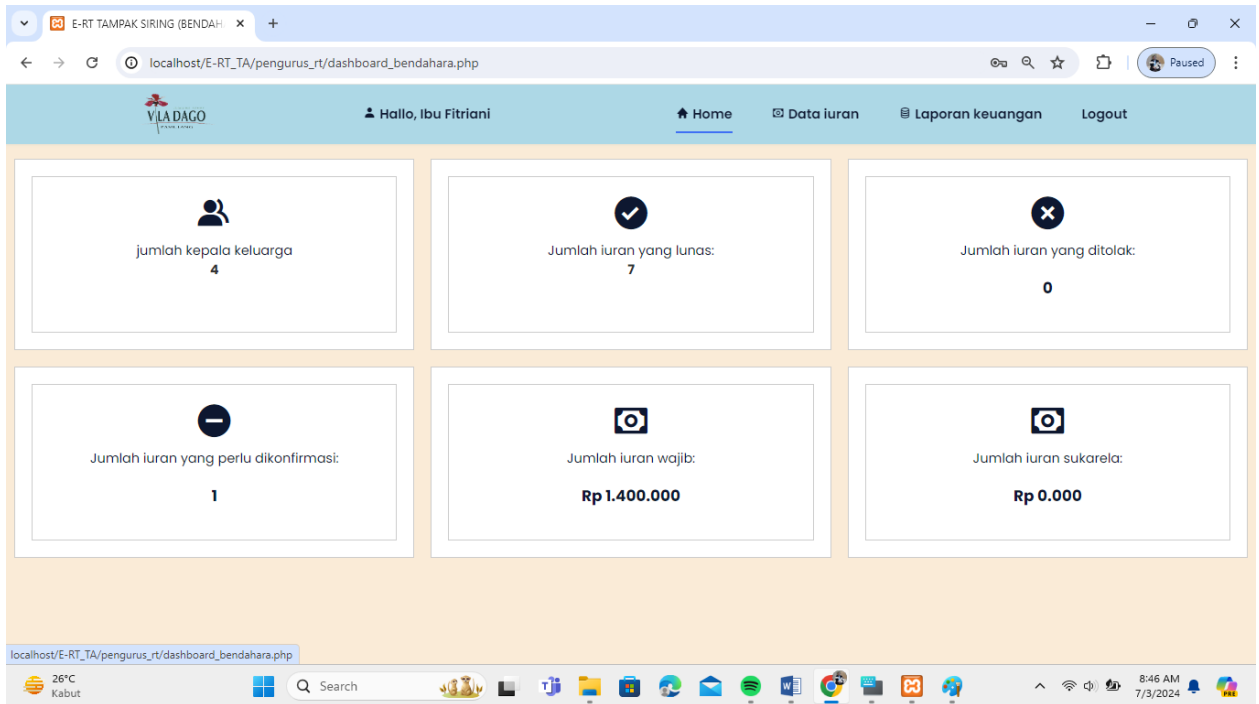 E-RT TAMPAK SIRING (BENDAH
localhost/E-RT_TA/pengurus_rt/dashboard_bendahara.php
Paused
VILA DAGO
Hallo, Ibu Fitriani
Home
Data iuran
Laporan keuangan
Logout
jumlah kepala keluarga
4
Jumlah iuran yang lunas:
7
Jumlah iuran yang ditolak:
0
Jumlah iuran yang perlu dikonfirmasi:
1
Jumlah iuran wajib:
Rp 1.400.000
Jumlah iuran sukarela:
Rp 0.000
localhost/E-RT_TA/pengurus_rt/dashboard_bendahara.php
26°C
Kabut
Search
8:46 AM
7/3/2024
PRE